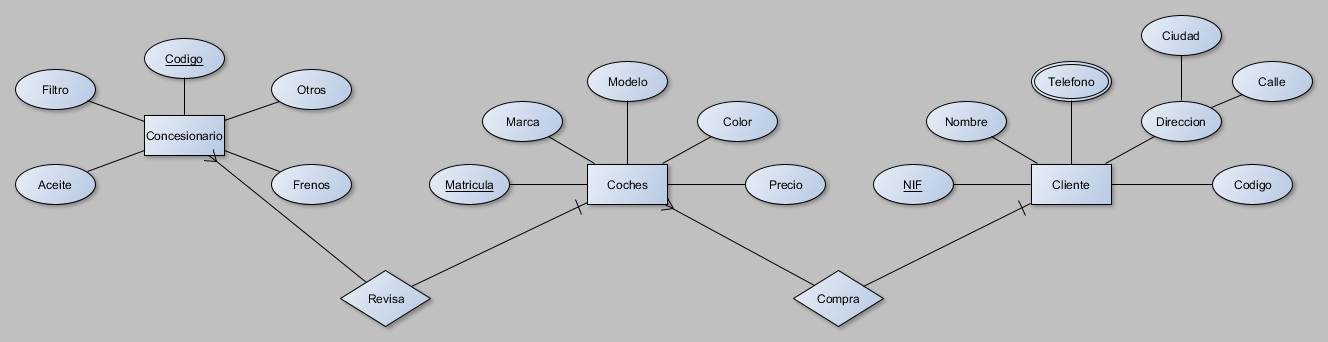 Ciudad
Codigo
Modelo
Telefono
Calle
Filtro
Otros
Marca
Color
Nombre
Direccion
Concesionario
Aceite
Frenos
Matricula
Coches
Precio
NIF
Cliente
Codigo
Revisa
Compra